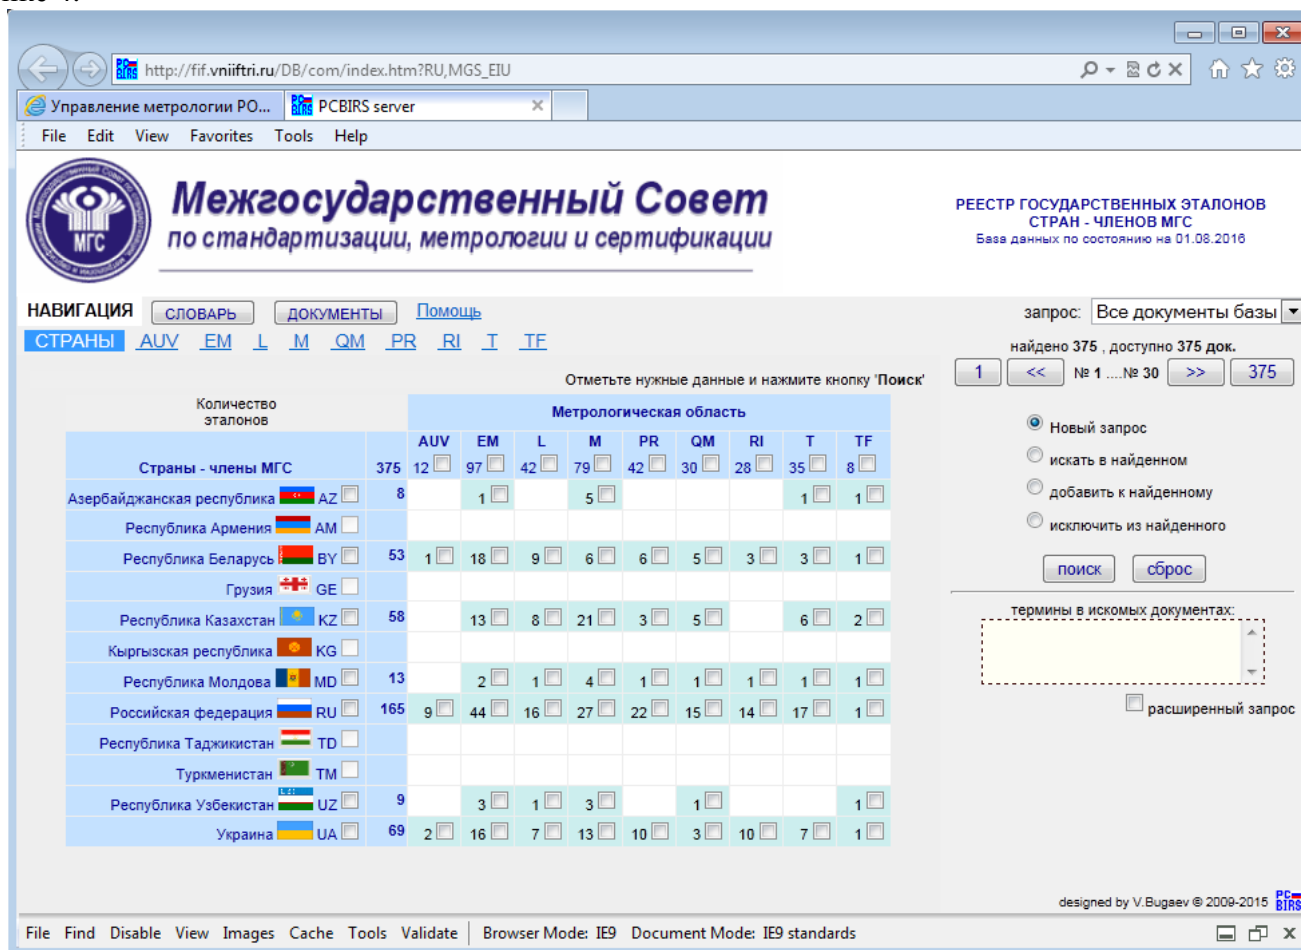 http://fif.vniiftri.ru/DB/com/index.htm?RU,MGS_EIU
Управление метрологии РО... PCBIRS server
File Edit View Favorites Tools Help
МГС
Межгосударственный Совет
по стандартизации, метрологии и сертификации
РЕЕСТР ГОСУДАРСТВЕННЫХ ЭТАЛОНОВ
СТРАН - ЧЛЕНОВ МГС
База данных по состоянию на 01.08.2016
НАВИГАЦИЯ СЛОВАРЬ ДОКУМЕНТЫ Помощь
СТРАНЫ AUV EM L M QM PR RI T TF
запрос: Все документы базы
найдено 375 , доступно 375 док.
1 << № 1 ....№ 30 >> 375
Отметьте нужные данные и нажмите кнопку 'Поиск'
Количество
эталонов
Метрологическая область
AUV EM L M PR QM RI T TF
Страны - члены МГС 375 12 97 42 79 42 30 28 35 8
Азербайджанская республика AZ 8 1 5 1 1
Республика Армения AM
Республика Беларусь BY 53 1 18 9 6 6 5 3 3 1
Грузия GE
Республика Казахстан KZ 58 13 8 21 3 5 6 2
Кыргызская республика KG
Республика Молдова MD 13 2 1 4 1 1 1 1 1
Российская федерация RU 165 9 44 16 27 22 15 14 17 1
Республика Таджикистан TD
Туркменистан TM
Республика Узбекистан UZ 9 3 1 3 1 1
Украина UA 69 2 16 7 13 10 3 10 7 1
Новый запрос
искать в найденном
добавить к найденному
исключить из найденного
поиск сброс
термины в искомых документах:
расширенный запрос
designed by V.Bugaev © 2009-2015 PC BIRS
File Find Disable View Images Cache Tools Validate Browser Mode: IE9 Document Mode: IE9 standards